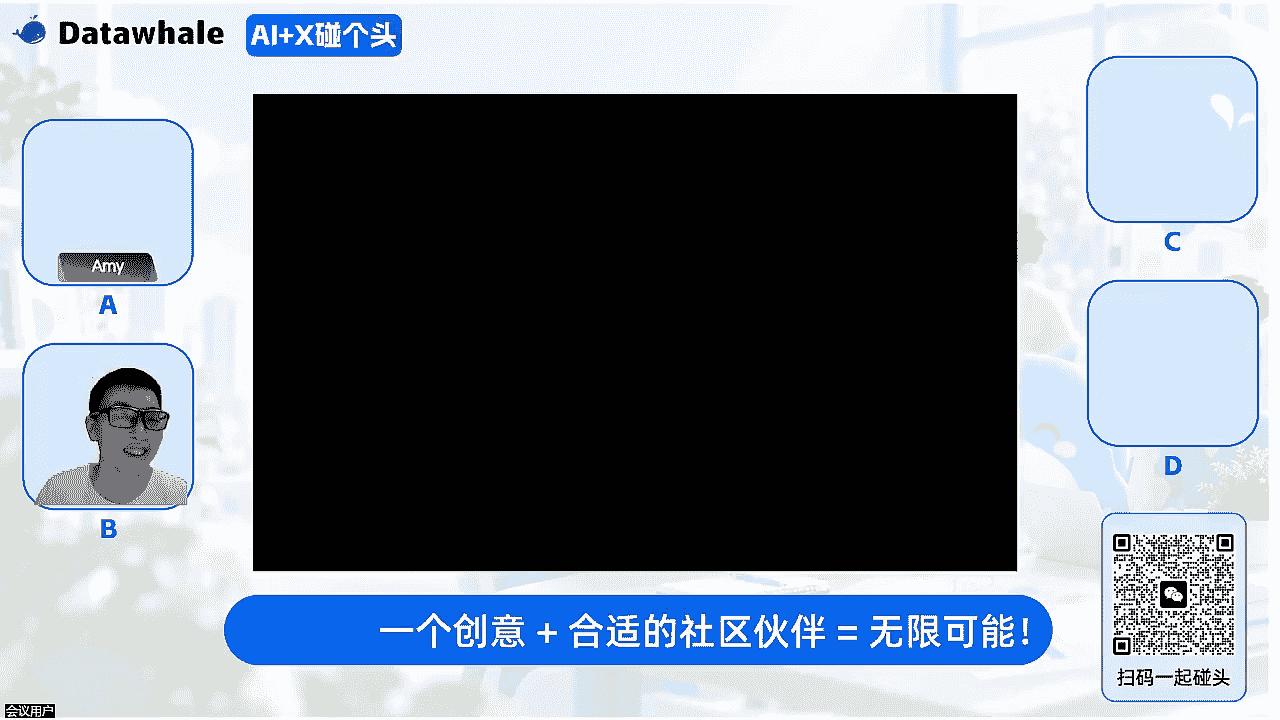 Datawhale
AI+X碰个头
Amy
A
B
C
D
一个创意 + 合适的社区伙伴 = 无限可能!
扫码一起碰头
会议用户